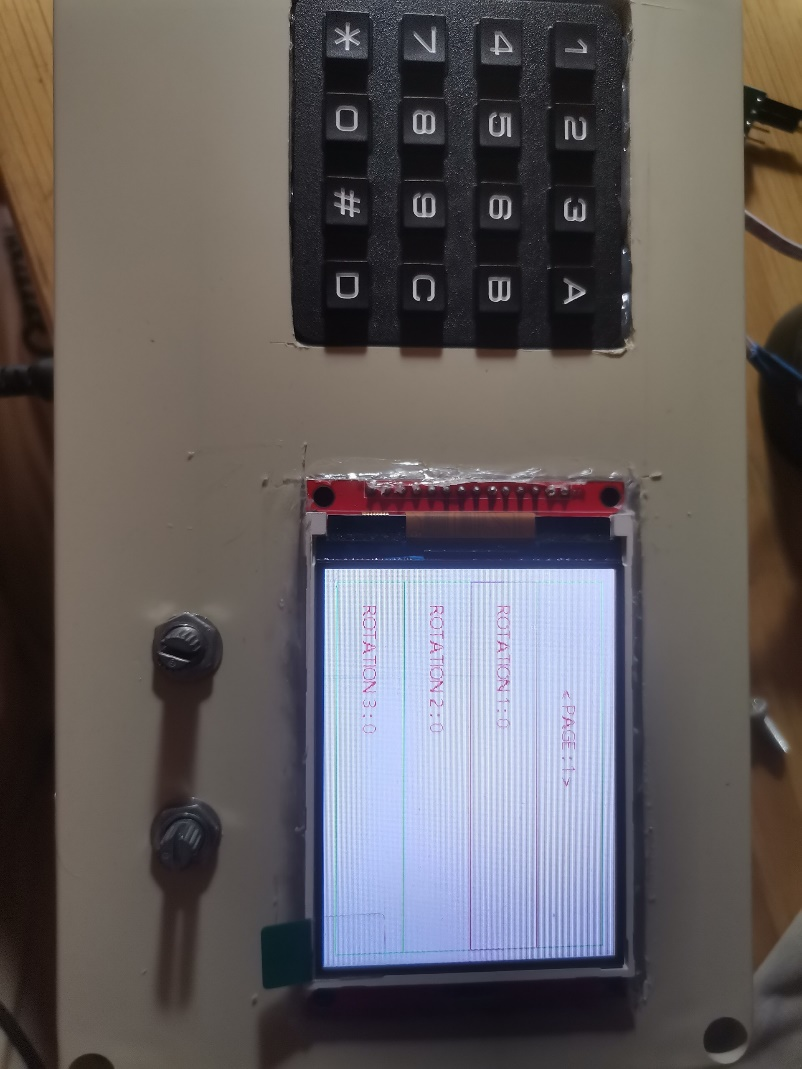 1 2 3 A
4 5 6 B
7 8 9 C
* 0 # D
< PAGE : 1 >
ROTATION 1 : 0
ROTATION 2 : 0
ROTATION 3 : 0